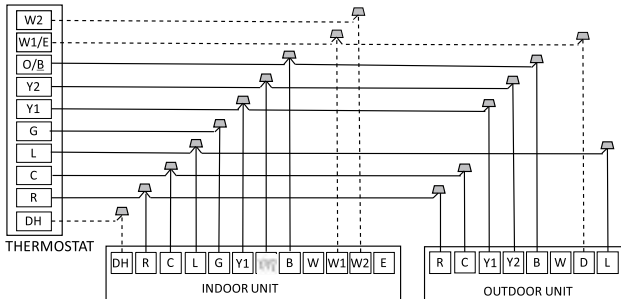 W2
W1/E
O/B
Y2
Y1
G
L
C
R
DH
THERMOSTAT
DH R C L G Y1 B W W1 W2 E
INDOOR UNIT
R C Y1 Y2 B W D L
OUTDOOR UNIT